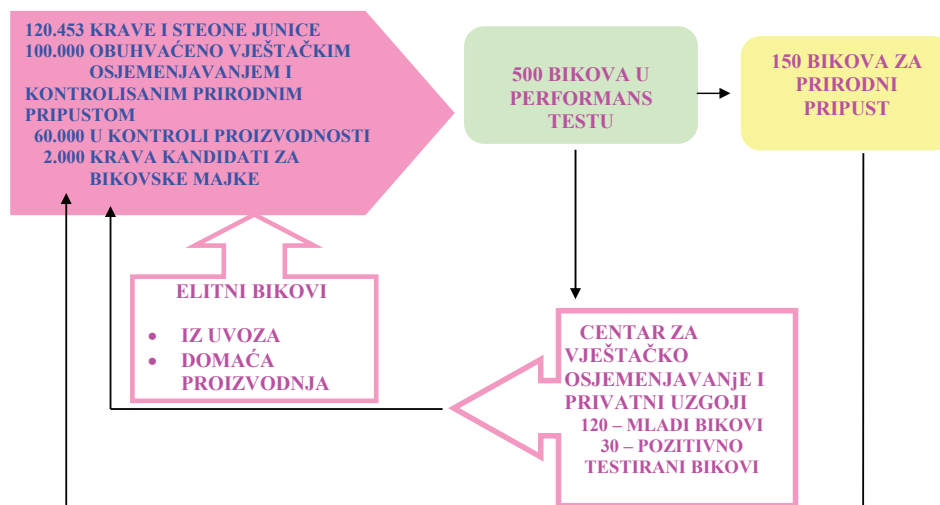 120.453 KRAVE I STEONE JUNICE
100.000 OBUHVAĆENO VJEŠTAČKIM
OSJEMENJAVANJEM I
KONTROLISANIM PRIRODNIM
PRIPUSTOM
60.000 U KONTROLI PROIZVODNOSTI
2.000 KRAVA KANDIDATI ZA
BIKOVSKE MAJKE
500 BIKOVA U
PERFORMANS
TESTU
150 BIKOVA ZA
PRIRODNI
PRIPUST
ELITNI BIKOVI
• IZ UVOZA
• DOMAĆA
PROIZVODNJA
CENTAR ZA
VJEŠTAČKO
OSJEMENJAVANjE I
PRIVATNI UZGOJI
120 – MLADI BIKOVI
30 – POZITIVNO
TESTIRANI BIKOVI